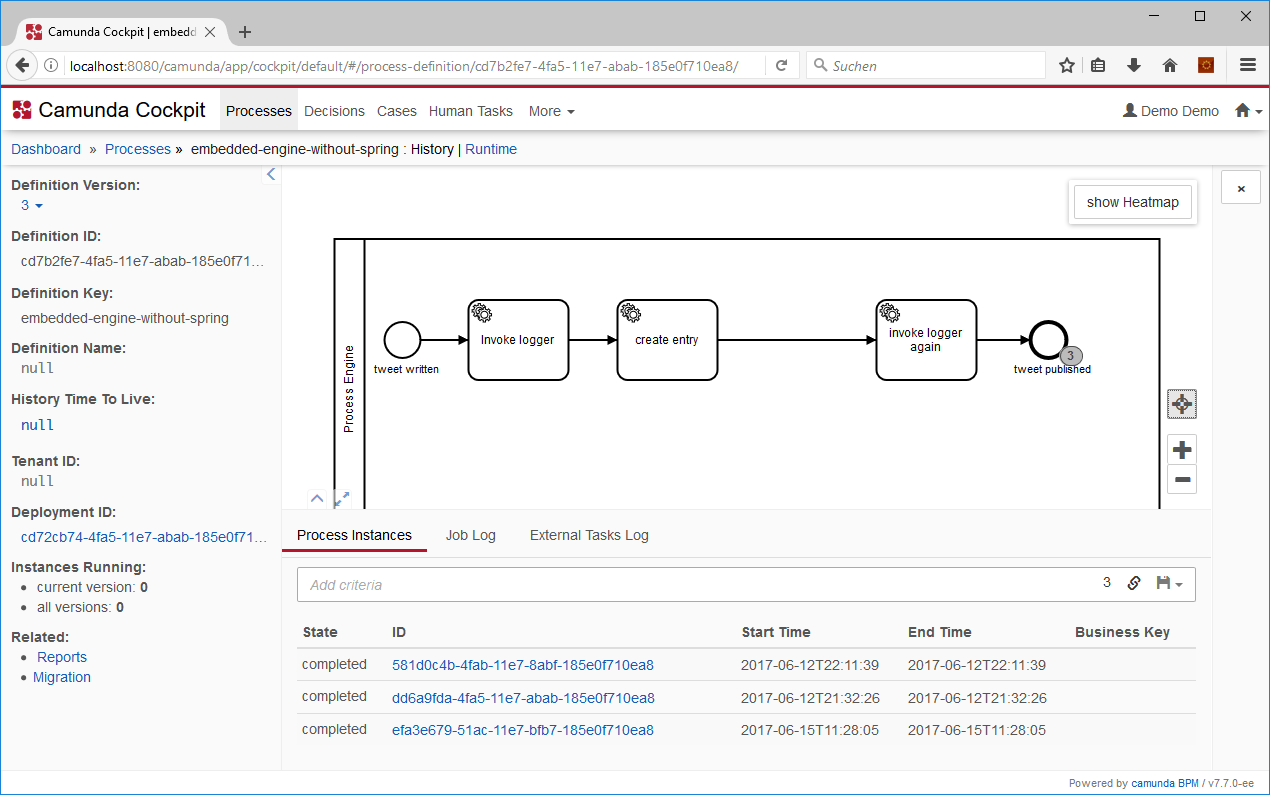 Camunda Cockpit | embedd
localhost:8080/camunda/app/cockpit/default/#/process-definition/cd7b2fe7-4fa5-11e7-abab-185e0f710ea8/
Suchen
Camunda Cockpit Processes Decisions Cases Human Tasks More Demo Demo
Dashboard » Processes » embedded-engine-without-spring : History | Runtime
Definition Version:
3
Definition ID:
cd7b2fe7-4fa5-11e7-abab-185e0f71...
Definition Key:
embedded-engine-without-spring
Definition Name:
null
History Time To Live:
null
Tenant ID:
null
Deployment ID:
cd72cb74-4fa5-11e7-abab-185e0f71...
Instances Running:
• current version: 0
• all versions: 0
Related:
• Reports
• Migration
show Heatmap
×
Process Engine
tweet written
Invoke logger
create entry
invoke logger
again
3
tweet published
Process Instances Job Log External Tasks Log
Add criteria 3
State ID Start Time End Time Business Key
completed 581d0c4b-4fab-11e7-8abf-185e0f710ea8 2017-06-12T22:11:39 2017-06-12T22:11:39
completed dd6a9fda-4fa5-11e7-abab-185e0f710ea8 2017-06-12T21:32:26 2017-06-12T21:32:26
completed efa3e679-51ac-11e7-bfb7-185e0f710ea8 2017-06-15T11:28:05 2017-06-15T11:28:05
Powered by camunda BPM / v7.7.0-ee